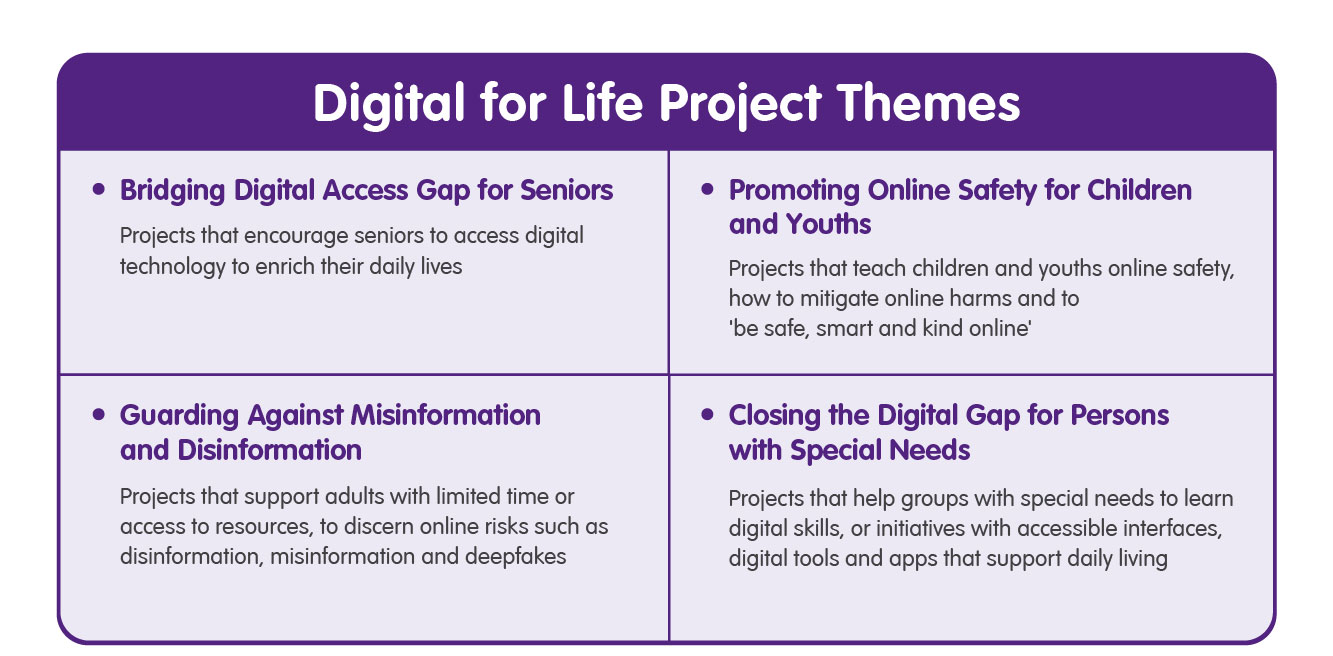 Digital for Life Project Themes
• Bridging Digital Access Gap for Seniors
Projects that encourage seniors to access digital
technology to enrich their daily lives
• Promoting Online Safety for Children
and Youths
Projects that teach children and youths online safety,
how to mitigate online harms and to
'be safe, smart and kind online'
• Guarding Against Misinformation
and Disinformation
Projects that support adults with limited time or
access to resources, to discern online risks such as
disinformation, misinformation and deepfakes
• Closing the Digital Gap for Persons
with Special Needs
Projects that help groups with special needs to learn
digital skills, or initiatives with accessible interfaces,
digital tools and apps that support daily living